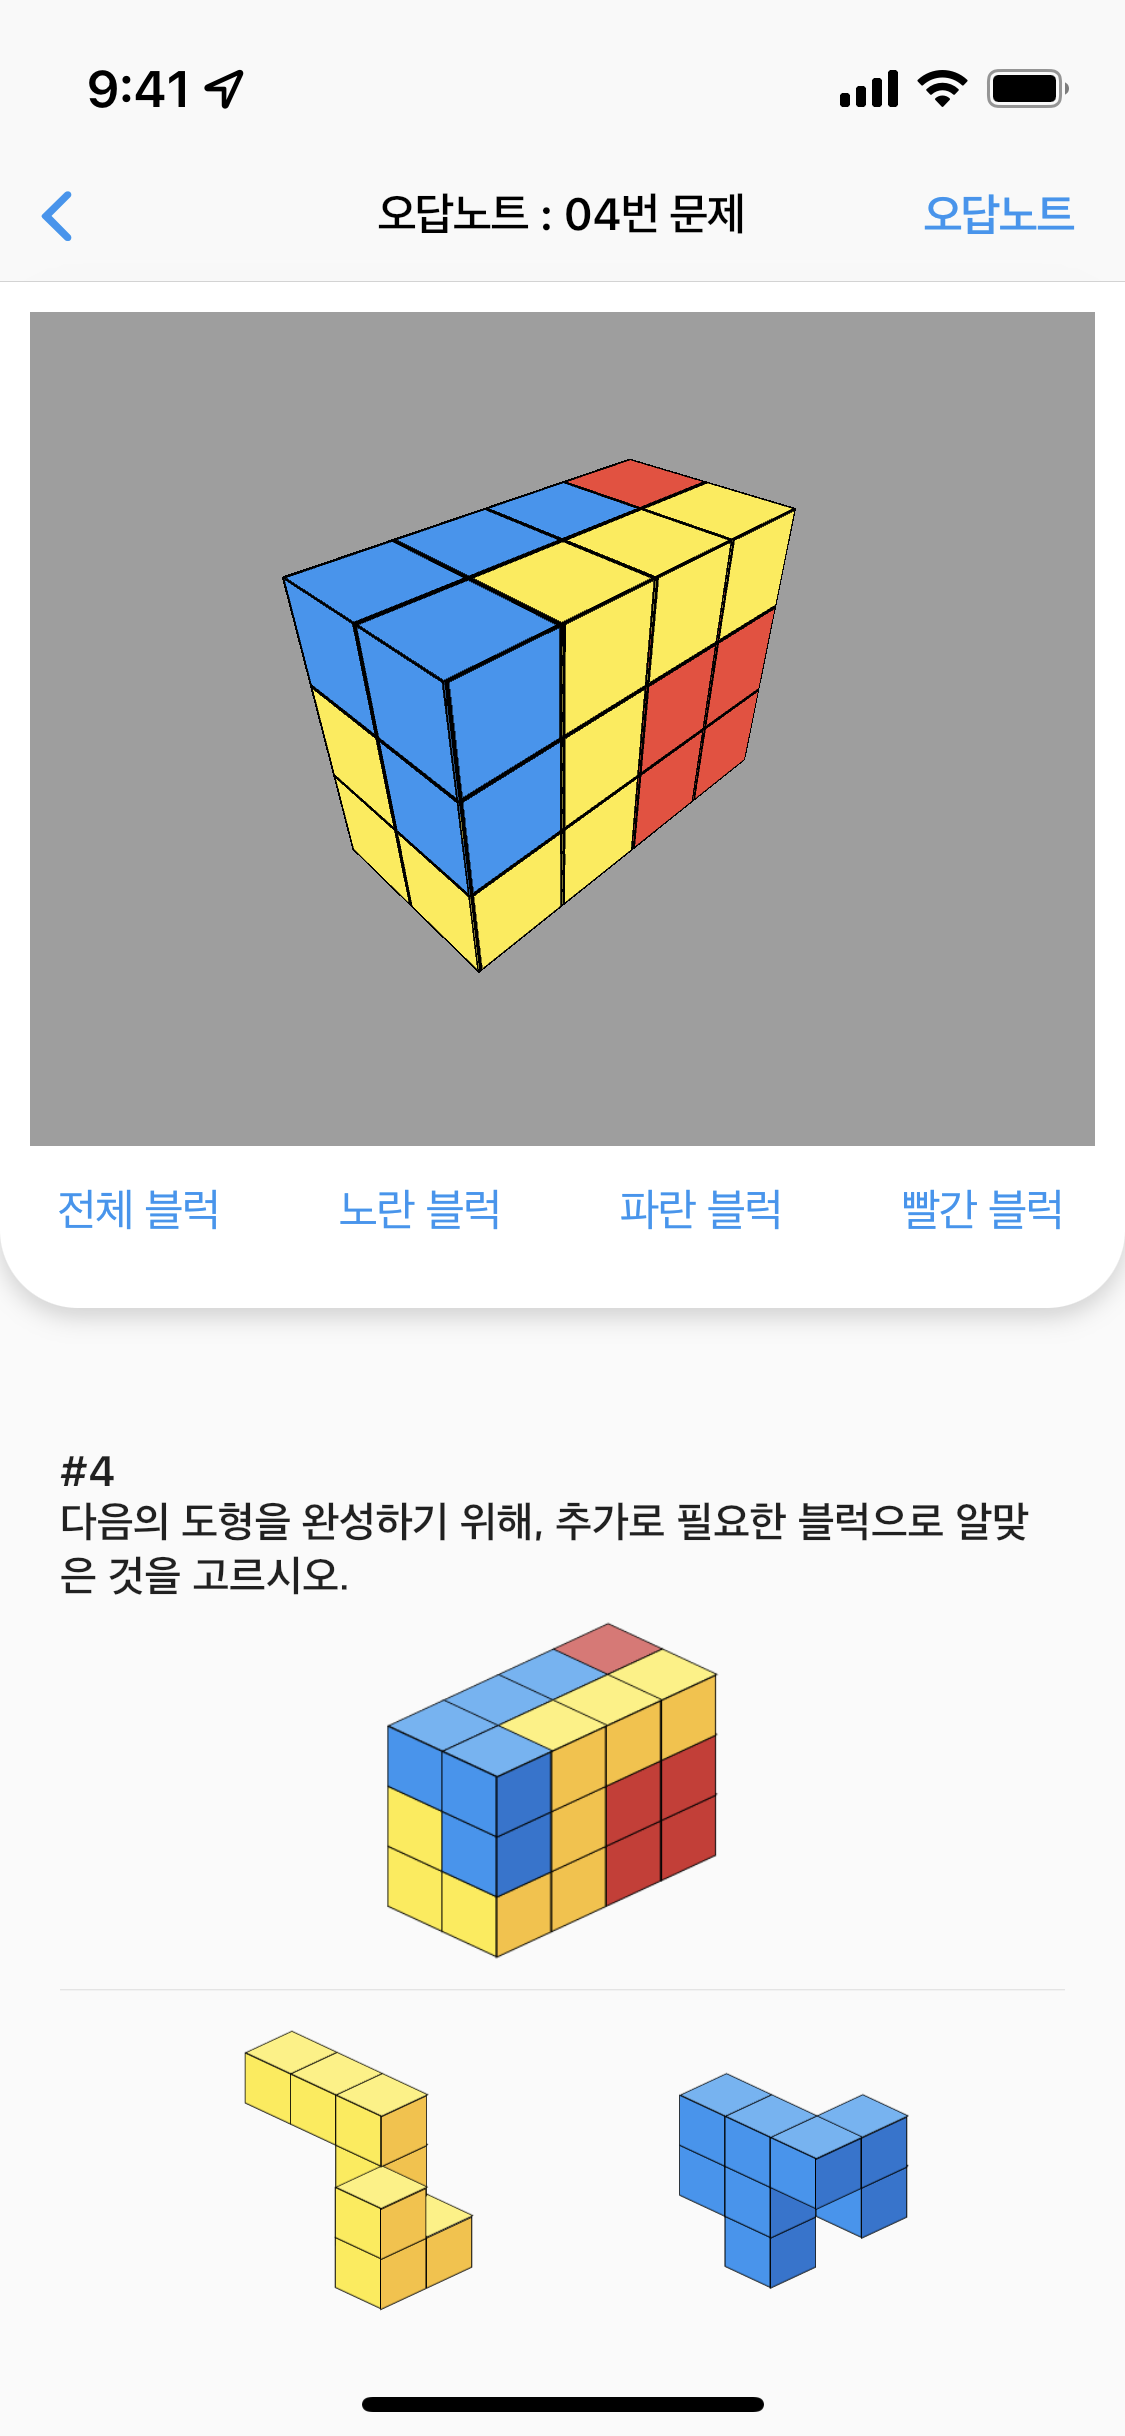 9:41
오답노트 : 04번 문제
오답노트
전체 블럭
노란 블럭
파란 블럭
빨간 블럭
#4
다음의 도형을 완성하기 위해, 추가로 필요한 블럭으로 알맞
은 것을 고르시오.